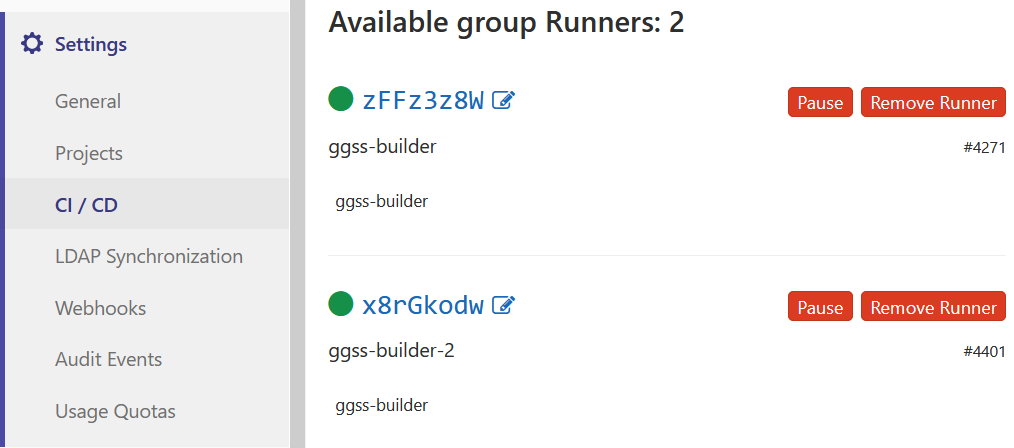 Settings
General
Projects
CI / CD
LDAP Synchronization
Webhooks
Audit Events
Usage Quotas
Available group Runners: 2
zFFz3z8W
Pause
Remove Runner
ggss-builder
#4271
ggss-builder
x8rGkodw
Pause
Remove Runner
ggss-builder-2
#4401
ggss-builder